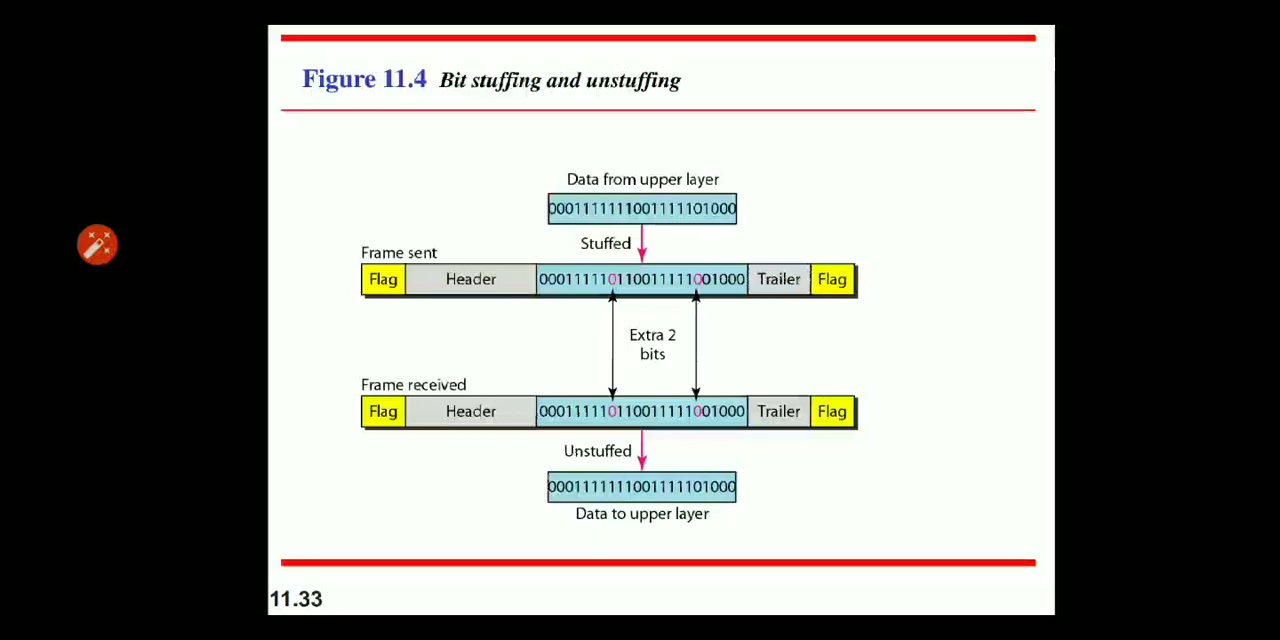 Figure 11.4 Bit stuffing and unstuffing
Data from upper layer
0001111111001111101000
Stuffed
Frame sent
Flag Header 000111110110011111001000 Trailer Flag
Extra 2
bits
Frame received
Flag Header 000111110110011111001000 Trailer Flag
Unstuffed
0001111111001111101000
Data to upper layer
11.33